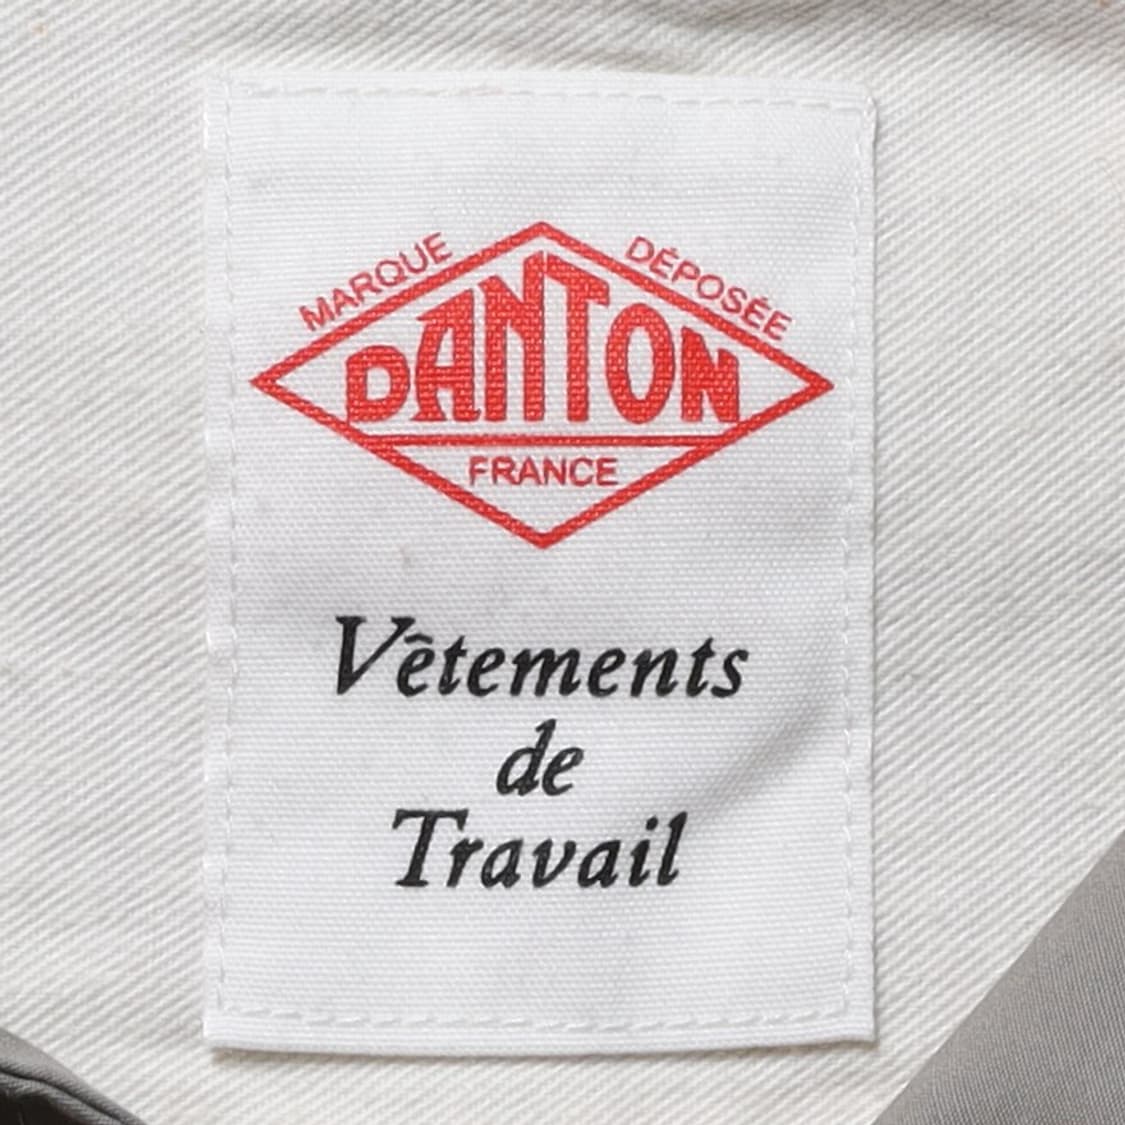 MARQUE DÉPOSÉE
DANTON
FRANCE
Vêtements
de
Travail